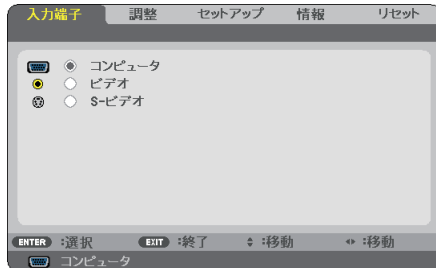 入力端子 調整 セットアップ 情報 リセット
コンピュータ
ビデオ
S-ビデオ
ENTER :選択 EXIT :終了 :移動 :移動
コンピュータ